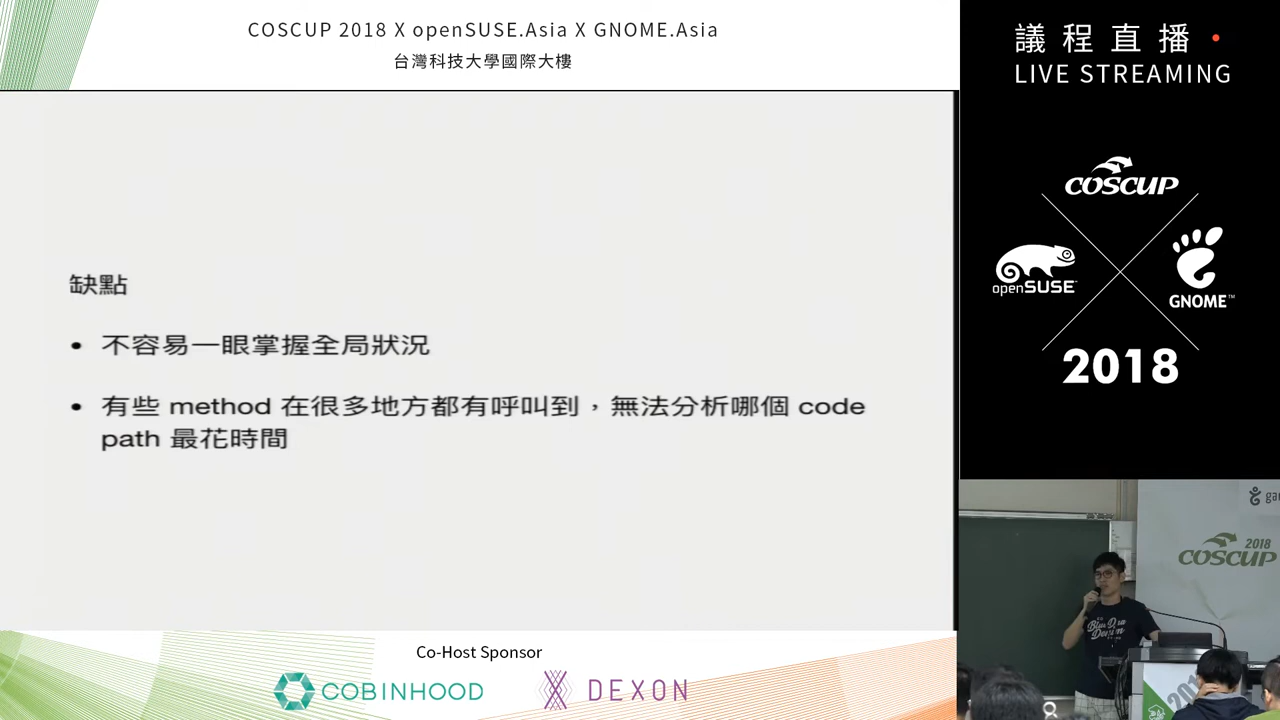 COSCUP 2018 X openSUSE.Asia X GNOME.Asia
台灣科技大學國際大樓
議程直播
LIVE STREAMING
COSCUP
openSUSE
GNOME™
2018
缺點
• 不容易一眼掌握全局狀況
• 有些 method 在很多地方都有呼叫到，無法分析哪個 code
path 最花時間
2018
COSCUP
Co-Host Sponsor
COBINHOOD
DEXON